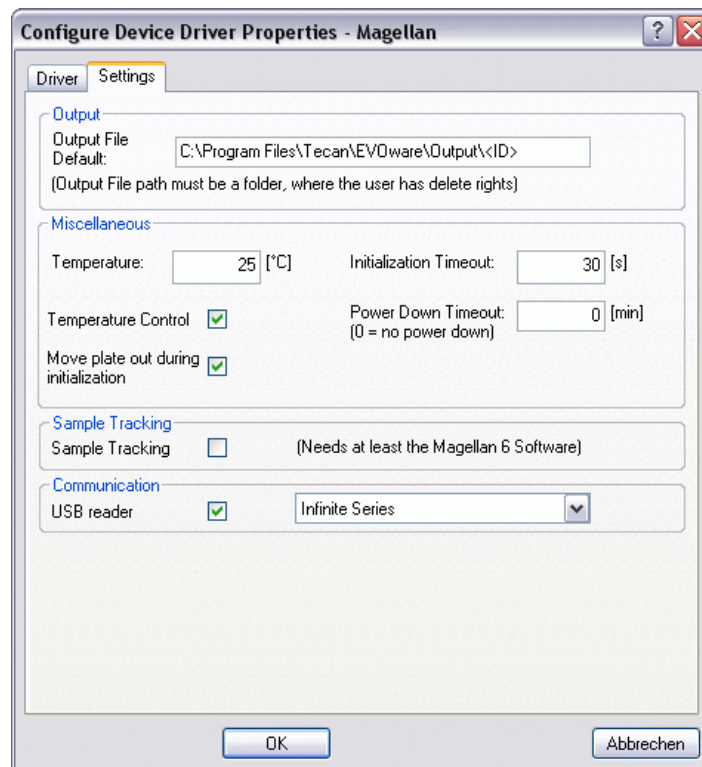 Configure Device Driver Properties - Magellan
Driver
Settings
Output
Output File
Default:
C:\Program Files\Tecan\EVOware\Output\<ID>
(Output File path must be a folder, where the user has delete rights)
Miscellaneous
Temperature:
25 [°C]
Initialization Timeout:
30 [s]
Temperature Control
Power Down Timeout:
(0 = no power down)
0 [min]
Move plate out during
initialization
Sample Tracking
Sample Tracking
(Needs at least the Magellan 6 Software)
Communication
USB reader
Infinite Series
OK
Abbrechen